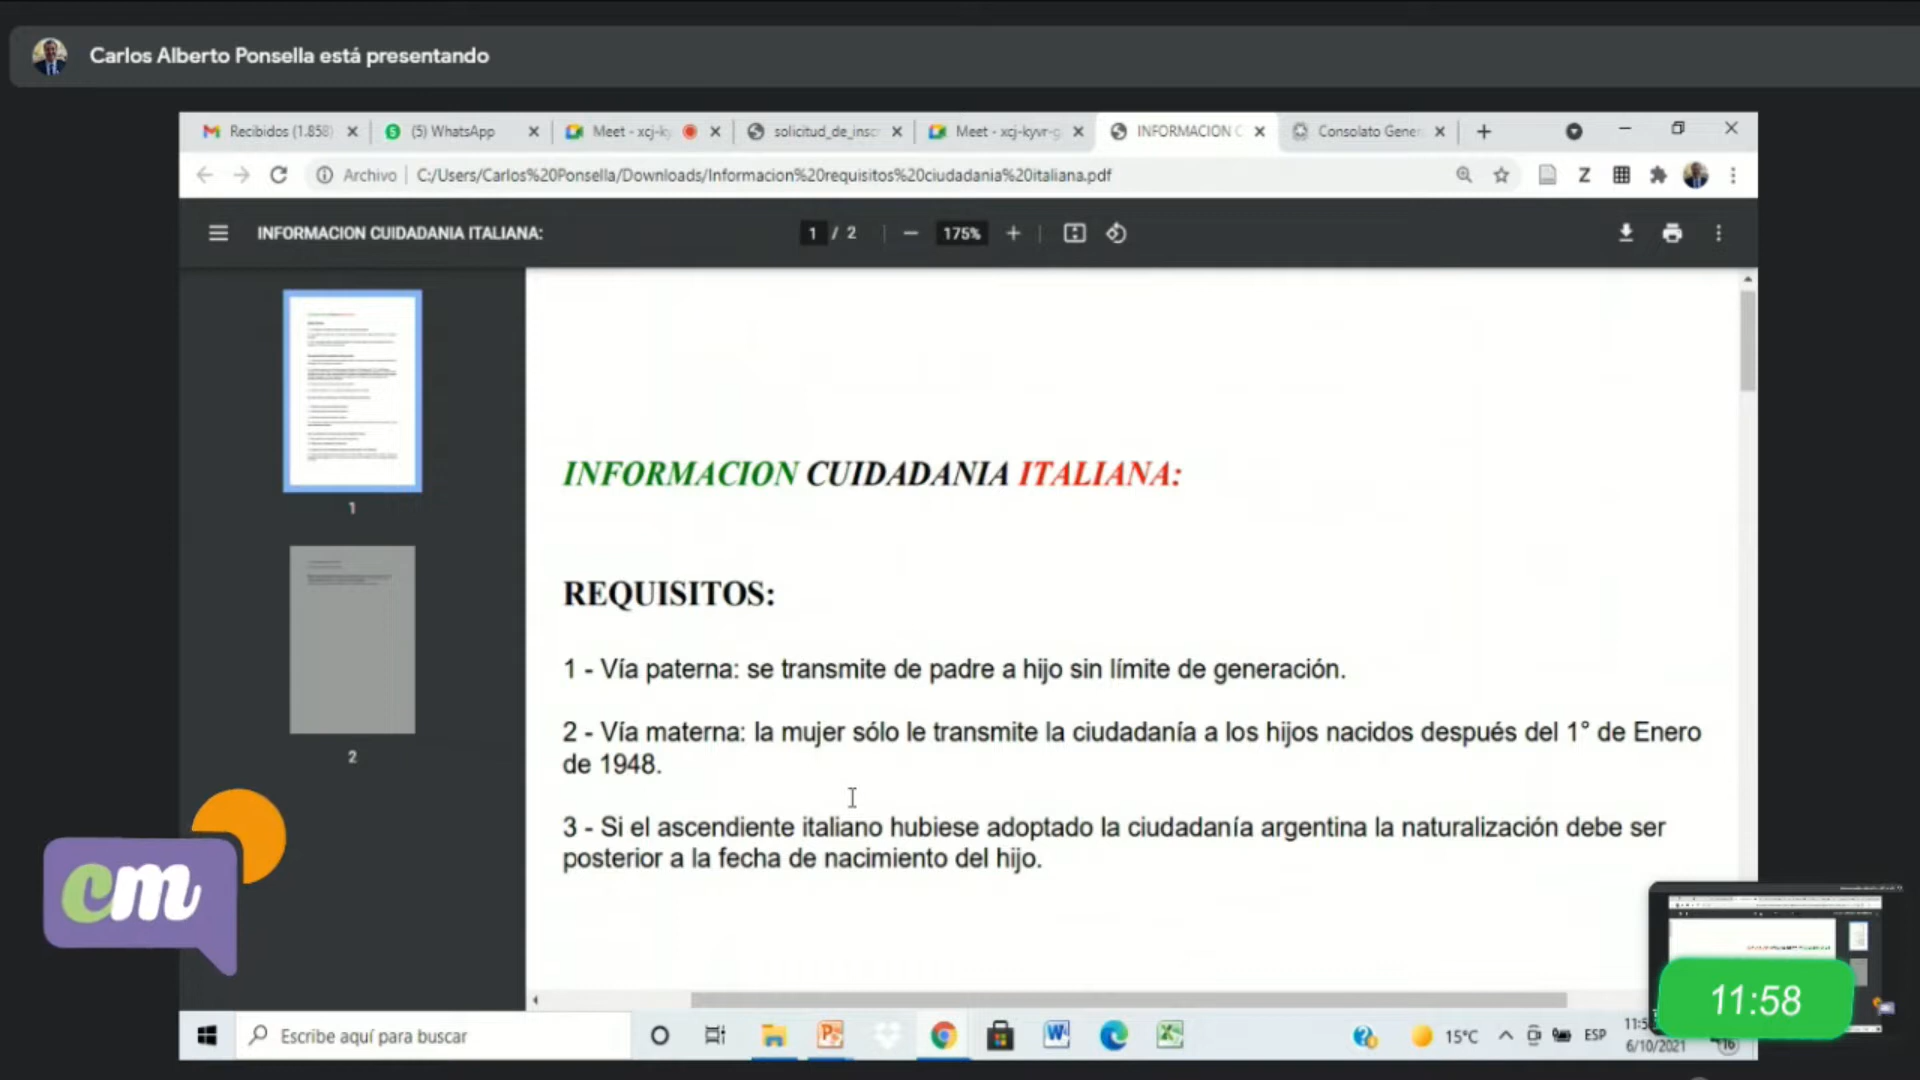 Carlos Alberto Ponsella está presentando
Recibidos (1.858)
(5) WhatsApp
Meet - xcj-ky
solicitud_de_insc
Meet - xcj-kyvr-g
INFORMACION C
Consolato Gener
Archivo | C:/Users/Carlos%20Ponsella/Downloads/Informacion%20requisitos%20ciudadania%20italiana.pdf
Z
INFORMACION CUIDADANIA ITALIANA:
1 / 2
175%
INFORMACION CUIDADANIA ITALIANA:
REQUISITOS:
1 - Vía paterna: se transmite de padre a hijo sin límite de generación.
2 - Vía materna: la mujer sólo le transmite la ciudadanía a los hijos nacidos después del 1° de Enero
de 1948.
3 - Si el ascendiente italiano hubiese adoptado la ciudadanía argentina la naturalización debe ser
posterior a la fecha de nacimiento del hijo.
1
2
cm
11:58
Escribe aquí para buscar
15°C
ESP
6/10/2021
16